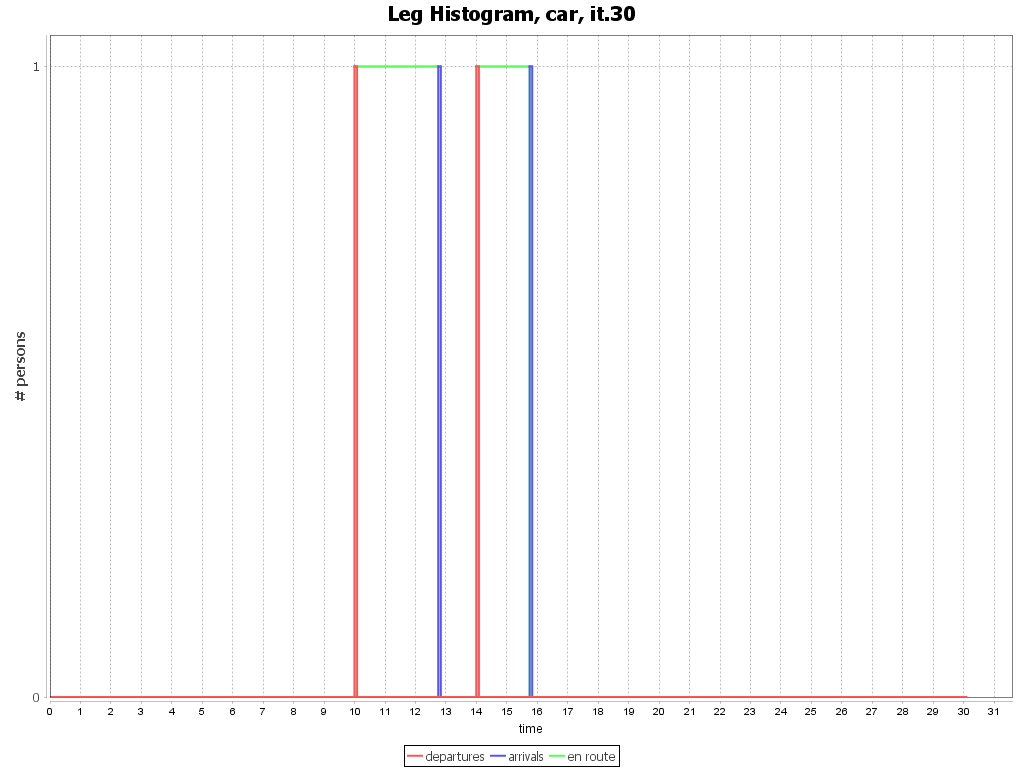 Leg Histogram, car, it.30
# persons
1
0
0 1 2 3 4 5 6 7 8 9 10 11 12 13 14 15 16 17 18 19 20 21 22 23 24 25 26 27 28 29 30 31
time
departures arrivals en route